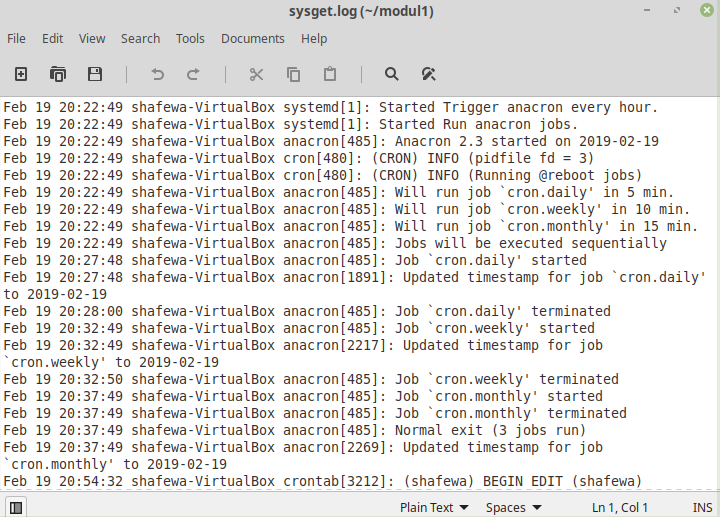 sysget.log (~/modul1)
File Edit View Search Tools Documents Help
Feb 19 20:22:49 shafewa-VirtualBox systemd[1]: Started Trigger anacron every hour.
Feb 19 20:22:49 shafewa-VirtualBox systemd[1]: Started Run anacron jobs.
Feb 19 20:22:49 shafewa-VirtualBox anacron[485]: Anacron 2.3 started on 2019-02-19
Feb 19 20:22:49 shafewa-VirtualBox cron[480]: (CRON) INFO (pidfile fd = 3)
Feb 19 20:22:49 shafewa-VirtualBox cron[480]: (CRON) INFO (Running @reboot jobs)
Feb 19 20:22:49 shafewa-VirtualBox anacron[485]: Will run job `cron.daily' in 5 min.
Feb 19 20:22:49 shafewa-VirtualBox anacron[485]: Will run job `cron.weekly' in 10 min.
Feb 19 20:22:49 shafewa-VirtualBox anacron[485]: Will run job `cron.monthly' in 15 min.
Feb 19 20:22:49 shafewa-VirtualBox anacron[485]: Jobs will be executed sequentially
Feb 19 20:27:48 shafewa-VirtualBox anacron[485]: Job `cron.daily' started
Feb 19 20:27:48 shafewa-VirtualBox anacron[1891]: Updated timestamp for job `cron.daily'
to 2019-02-19
Feb 19 20:28:00 shafewa-VirtualBox anacron[485]: Job `cron.daily' terminated
Feb 19 20:32:49 shafewa-VirtualBox anacron[485]: Job `cron.weekly' started
Feb 19 20:32:49 shafewa-VirtualBox anacron[2217]: Updated timestamp for job
`cron.weekly' to 2019-02-19
Feb 19 20:32:50 shafewa-VirtualBox anacron[485]: Job `cron.weekly' terminated
Feb 19 20:37:49 shafewa-VirtualBox anacron[485]: Job `cron.monthly' started
Feb 19 20:37:49 shafewa-VirtualBox anacron[485]: Job `cron.monthly' terminated
Feb 19 20:37:49 shafewa-VirtualBox anacron[485]: Normal exit (3 jobs run)
Feb 19 20:37:49 shafewa-VirtualBox anacron[2269]: Updated timestamp for job
`cron.monthly' to 2019-02-19
Feb 19 20:54:32 shafewa-VirtualBox crontab[3212]: (shafewa) BEGIN EDIT (shafewa)
Plain Text Spaces Ln 1, Col 1 INS